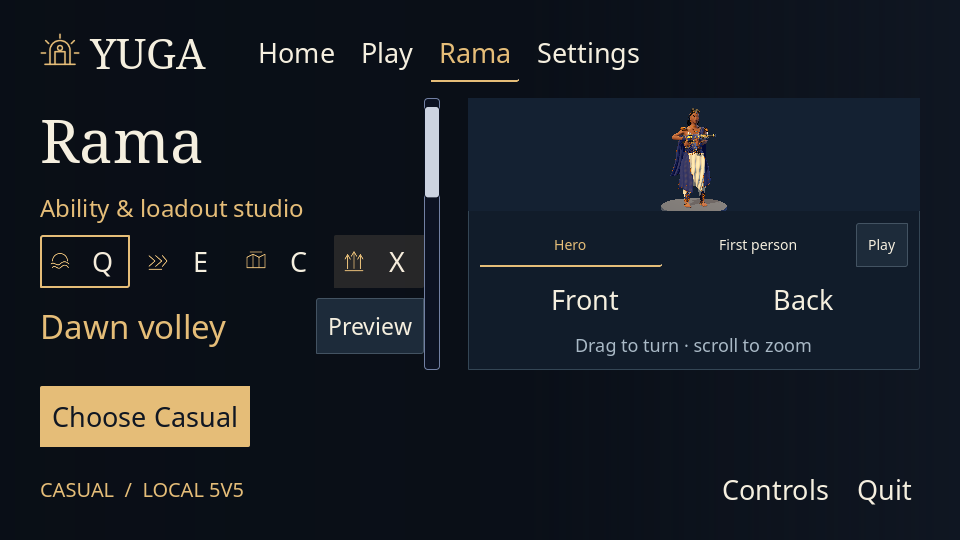 YUGA
Home Play Rama Settings
Rama
Ability & loadout studio
Q E C X
Dawn volley
Preview
Choose Casual
CASUAL / LOCAL 5V5
Hero
First person
Play
Front
Back
Drag to turn · scroll to zoom
Controls
Quit